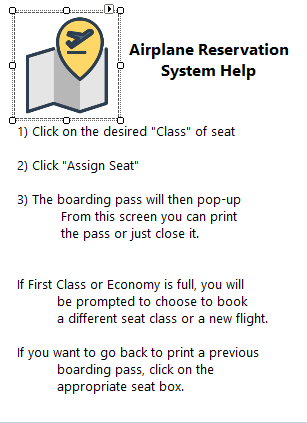 Airplane Reservation
System Help
1) Click on the desired "Class" of seat
2) Click "Assign Seat"
3) The boarding pass will then pop-up
From this screen you can print
the pass or just close it.
If First Class or Economy is full, you will
be prompted to choose to book
a different seat class or a new flight.
If you want to go back to print a previous
boarding pass, click on the
appropriate seat box.